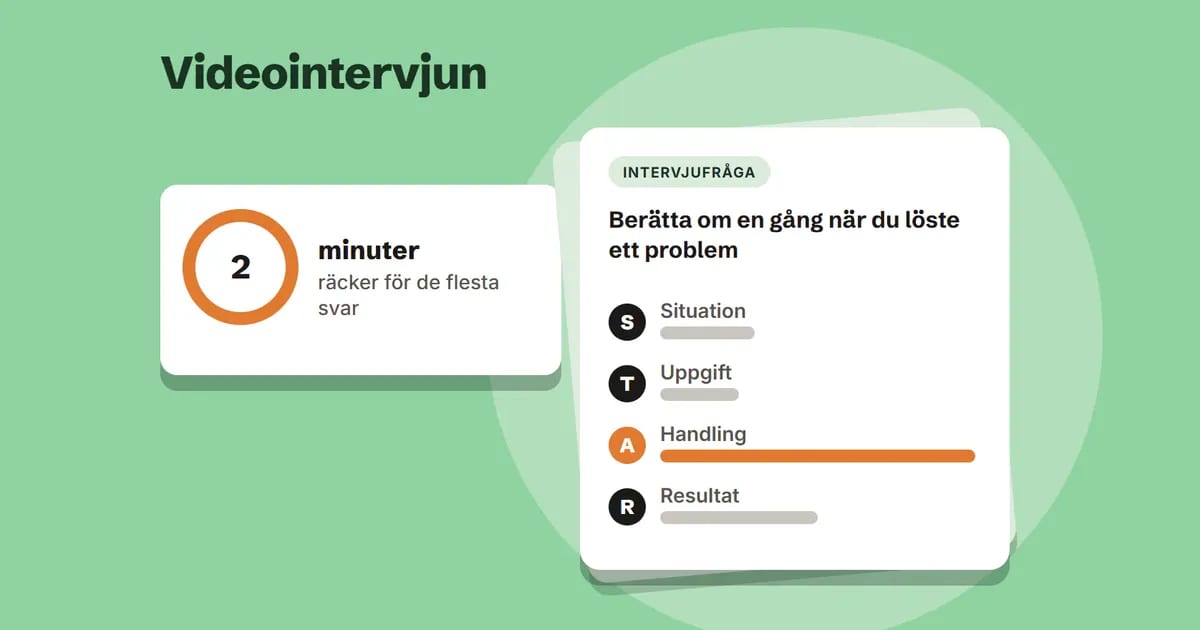 Videointervjun
2
minuter
räcker för de flesta
svar
INTERVJUFRÅGA
Berätta om en gång när du löste
ett problem
S Situation
T Uppgift
A Handling
R Resultat